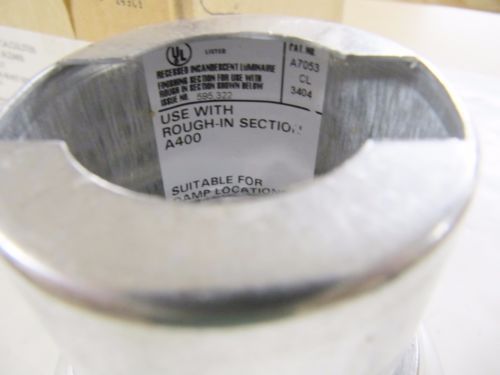 UL LISTED
RECESSED INCANDESCENT LUMINAIRE
FINISHING SECTION FOR USE WITH
ROUGH IN SECTION SHOWN BELOW
ISSUE NO. 595,322
CAT. NO.
A7053
CL
3404
USE WITH
ROUGH-IN SECTION
A400
SUITABLE FOR
DAMP LOCATIONS